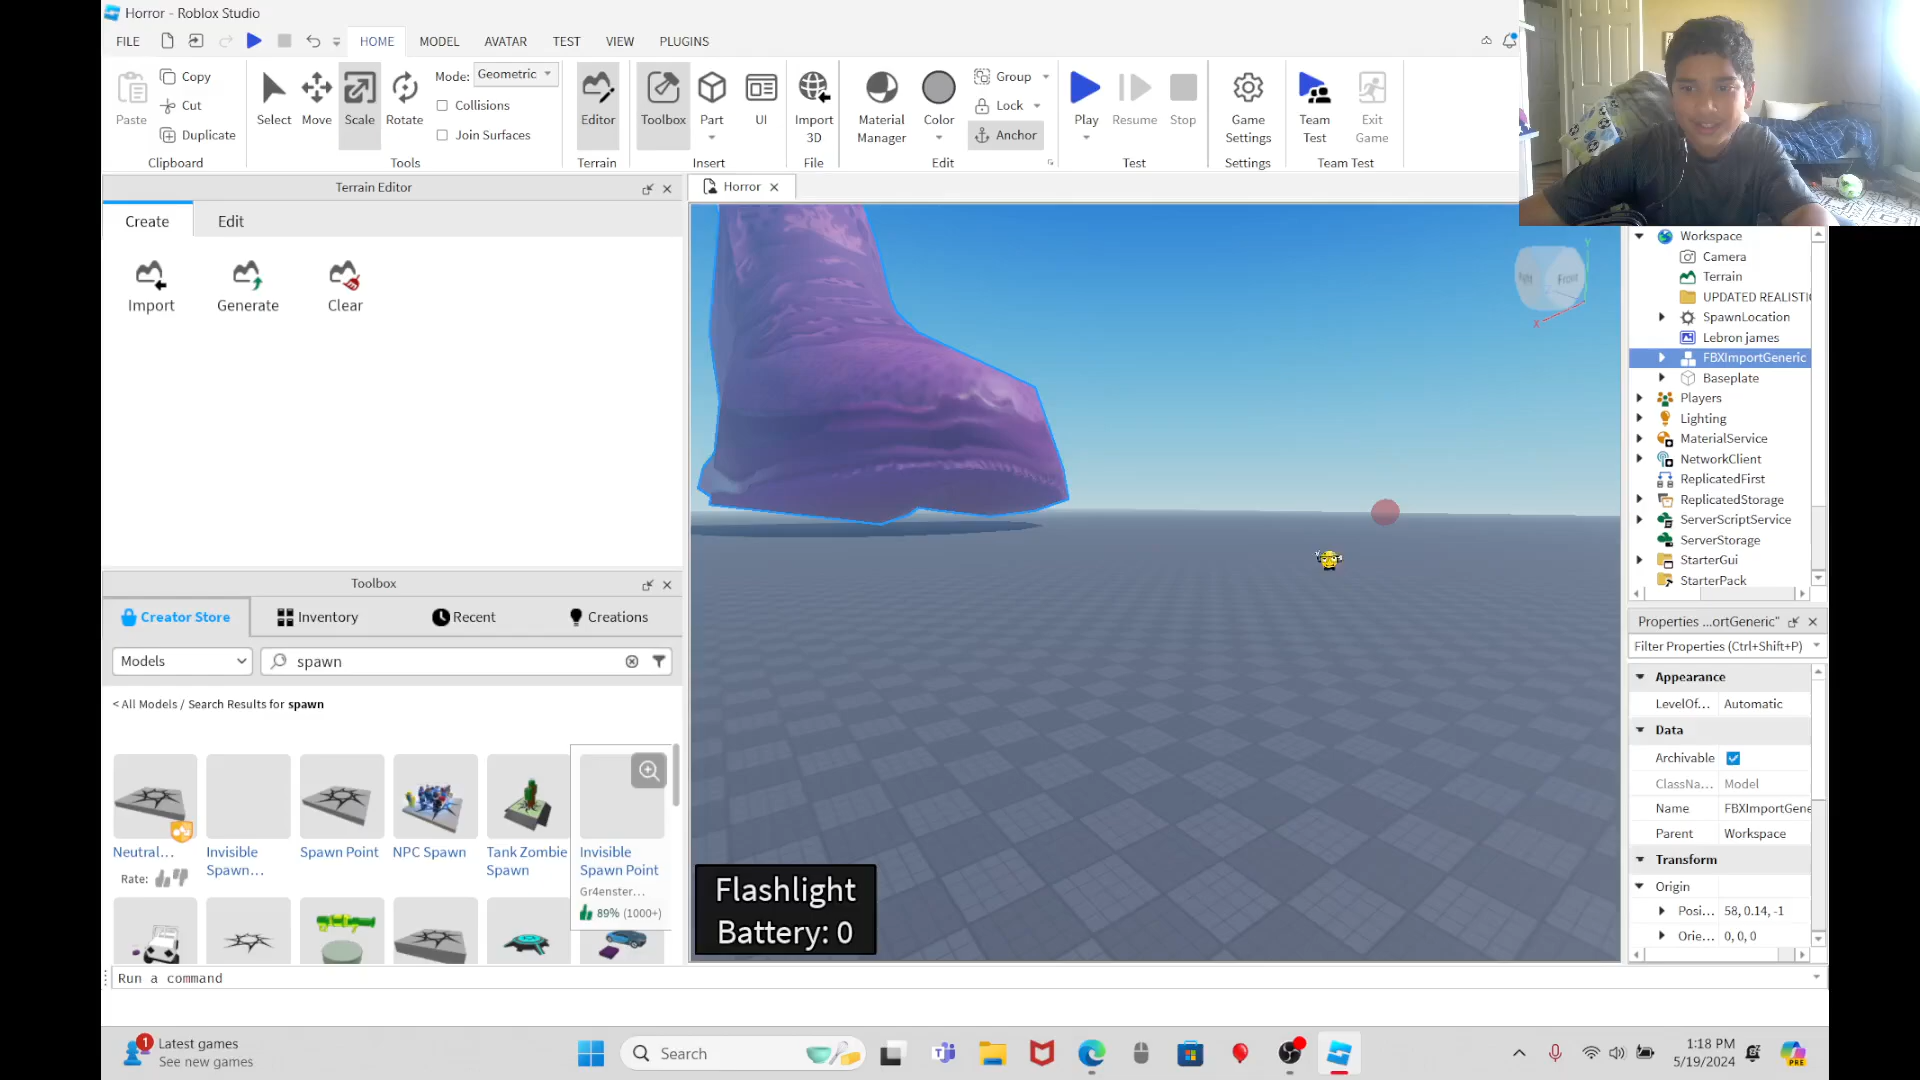 Horror - Roblox Studio
FILE
HOME
MODEL
AVATAR
TEST
VIEW
PLUGINS
Paste
Copy
Cut
Duplicate
Clipboard
Select
Move
Scale
Rotate
Mode: Geometric
Collisions
Join Surfaces
Tools
Editor
Terrain
Toolbox
Part
UI
Insert
Import
3D
File
Material
Manager
Color
Group
Lock
Anchor
Edit
Play
Resume
Stop
Test
Game
Settings
Settings
Team
Test
Exit
Game
Team Test
Terrain Editor
Create
Edit
Import
Generate
Clear
Toolbox
Creator Store
Inventory
Recent
Creations
Models
spawn
< All Models / Search Results for spawn
Neutral...
Rate:
Invisible
Spawn...
Spawn Point
NPC Spawn
Tank Zombie
Spawn
Invisible
Spawn Point
Gr4enster...
89% (1000+)
Run a command
Horror
Flashlight
Battery: 0
Front
X
Y
Workspace
Camera
Terrain
UPDATED REALISTI
SpawnLocation
Lebron james
FBXImportGeneric
Baseplate
Players
Lighting
MaterialService
NetworkClient
ReplicatedFirst
ReplicatedStorage
ServerScriptService
ServerStorage
StarterGui
StarterPack
Properties ...ortGeneric"
Filter Properties (Ctrl+Shift+P)
Appearance
LevelOf... Automatic
Data
Archivable
ClassNa... Model
Name FBXImportGene
Parent Workspace
Transform
Origin
Posi... 58, 0.14, -1
Orie... 0, 0, 0
1
Latest games
See new games
Search
1:18 PM
5/19/2024
PRE